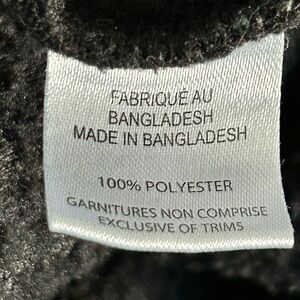 FABRIQUÉ AU
BANGLADESH
MADE IN BANGLADESH
100% POLYESTER
GARNITURES NON COMPRISE
EXCLUSIVE OF TRIMS